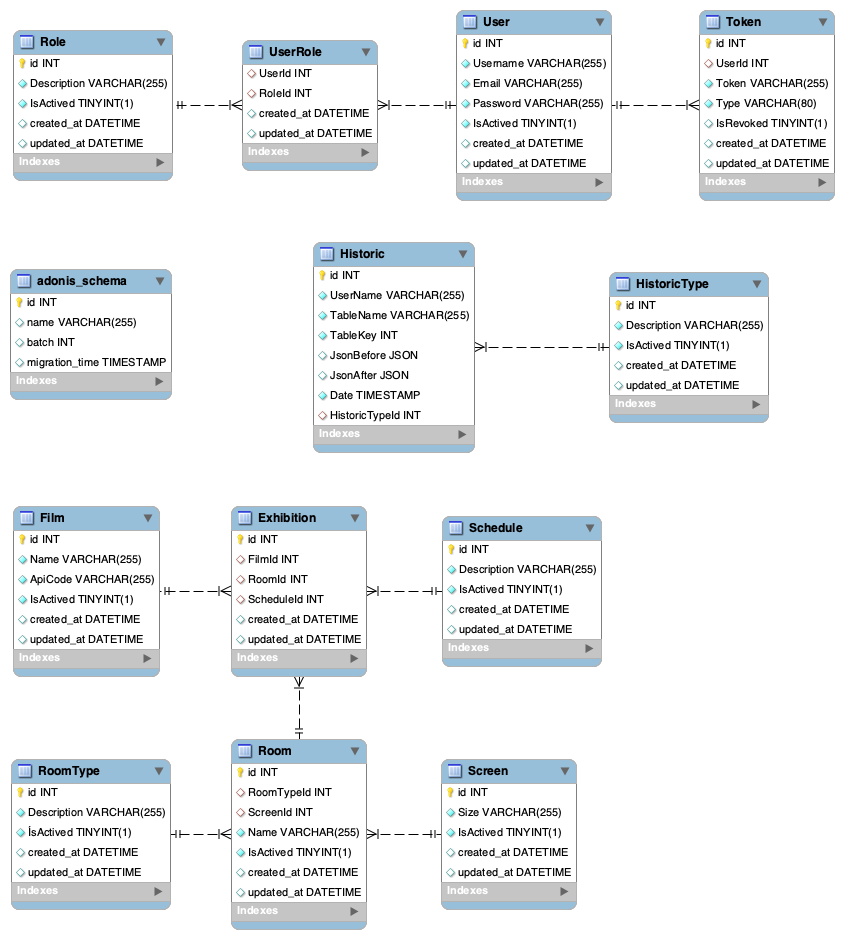 Role
id INT
Description VARCHAR(255)
IsActived TINYINT(1)
created_at DATETIME
updated_at DATETIME
Indexes
UserRole
UserId INT
RoleId INT
created_at DATETIME
updated_at DATETIME
Indexes
User
id INT
Username VARCHAR(255)
Email VARCHAR(255)
Password VARCHAR(255)
IsActived TINYINT(1)
created_at DATETIME
updated_at DATETIME
Indexes
Token
id INT
UserId INT
Token VARCHAR(255)
Type VARCHAR(80)
IsRevoked TINYINT(1)
created_at DATETIME
updated_at DATETIME
Indexes
adonis_schema
id INT
name VARCHAR(255)
batch INT
migration_time TIMESTAMP
Indexes
Historic
id INT
UserName VARCHAR(255)
TableName VARCHAR(255)
TableKey INT
JsonBefore JSON
JsonAfter JSON
Date TIMESTAMP
HistoricTypeId INT
Indexes
HistoricType
id INT
Description VARCHAR(255)
IsActived TINYINT(1)
created_at DATETIME
updated_at DATETIME
Indexes
Film
id INT
Name VARCHAR(255)
ApiCode VARCHAR(255)
IsActived TINYINT(1)
created_at DATETIME
updated_at DATETIME
Indexes
Exhibition
id INT
FilmId INT
RoomId INT
ScheduleId INT
created_at DATETIME
updated_at DATETIME
Indexes
Schedule
id INT
Description VARCHAR(255)
IsActived TINYINT(1)
created_at DATETIME
updated_at DATETIME
Indexes
RoomType
id INT
Description VARCHAR(255)
İsActived TINYINT(1)
created_at DATETIME
updated_at DATETIME
Indexes
Room
id INT
RoomTypeId INT
ScreenId INT
Name VARCHAR(255)
IsActived TINYINT(1)
created_at DATETIME
updated_at DATETIME
Indexes
Screen
id INT
Size VARCHAR(255)
IsActived TINYINT(1)
created_at DATETIME
updated_at DATETIME
Indexes